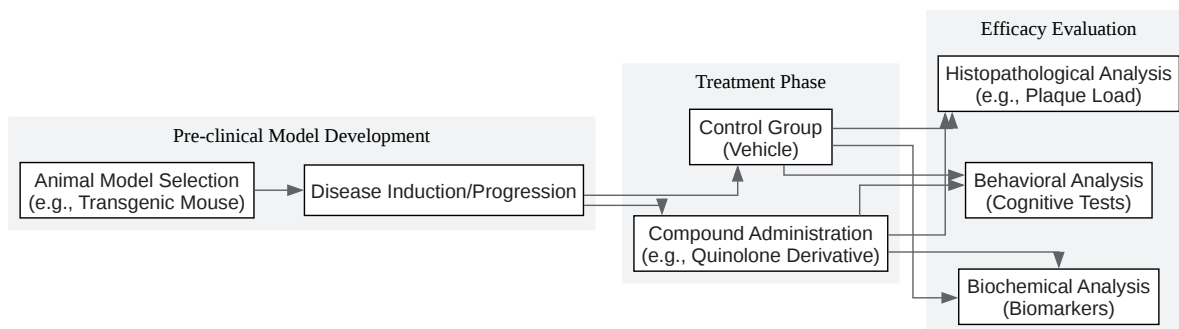 Pre-clinical Model Development
Animal Model Selection
(e.g., Transgenic Mouse)
Disease Induction/Progression
Treatment Phase
Control Group
(Vehicle)
Compound Administration
(e.g., Quinolone Derivative)
Efficacy Evaluation
Histopathological Analysis
(e.g., Plaque Load)
Behavioral Analysis
(Cognitive Tests)
Biochemical Analysis
(Biomarkers)